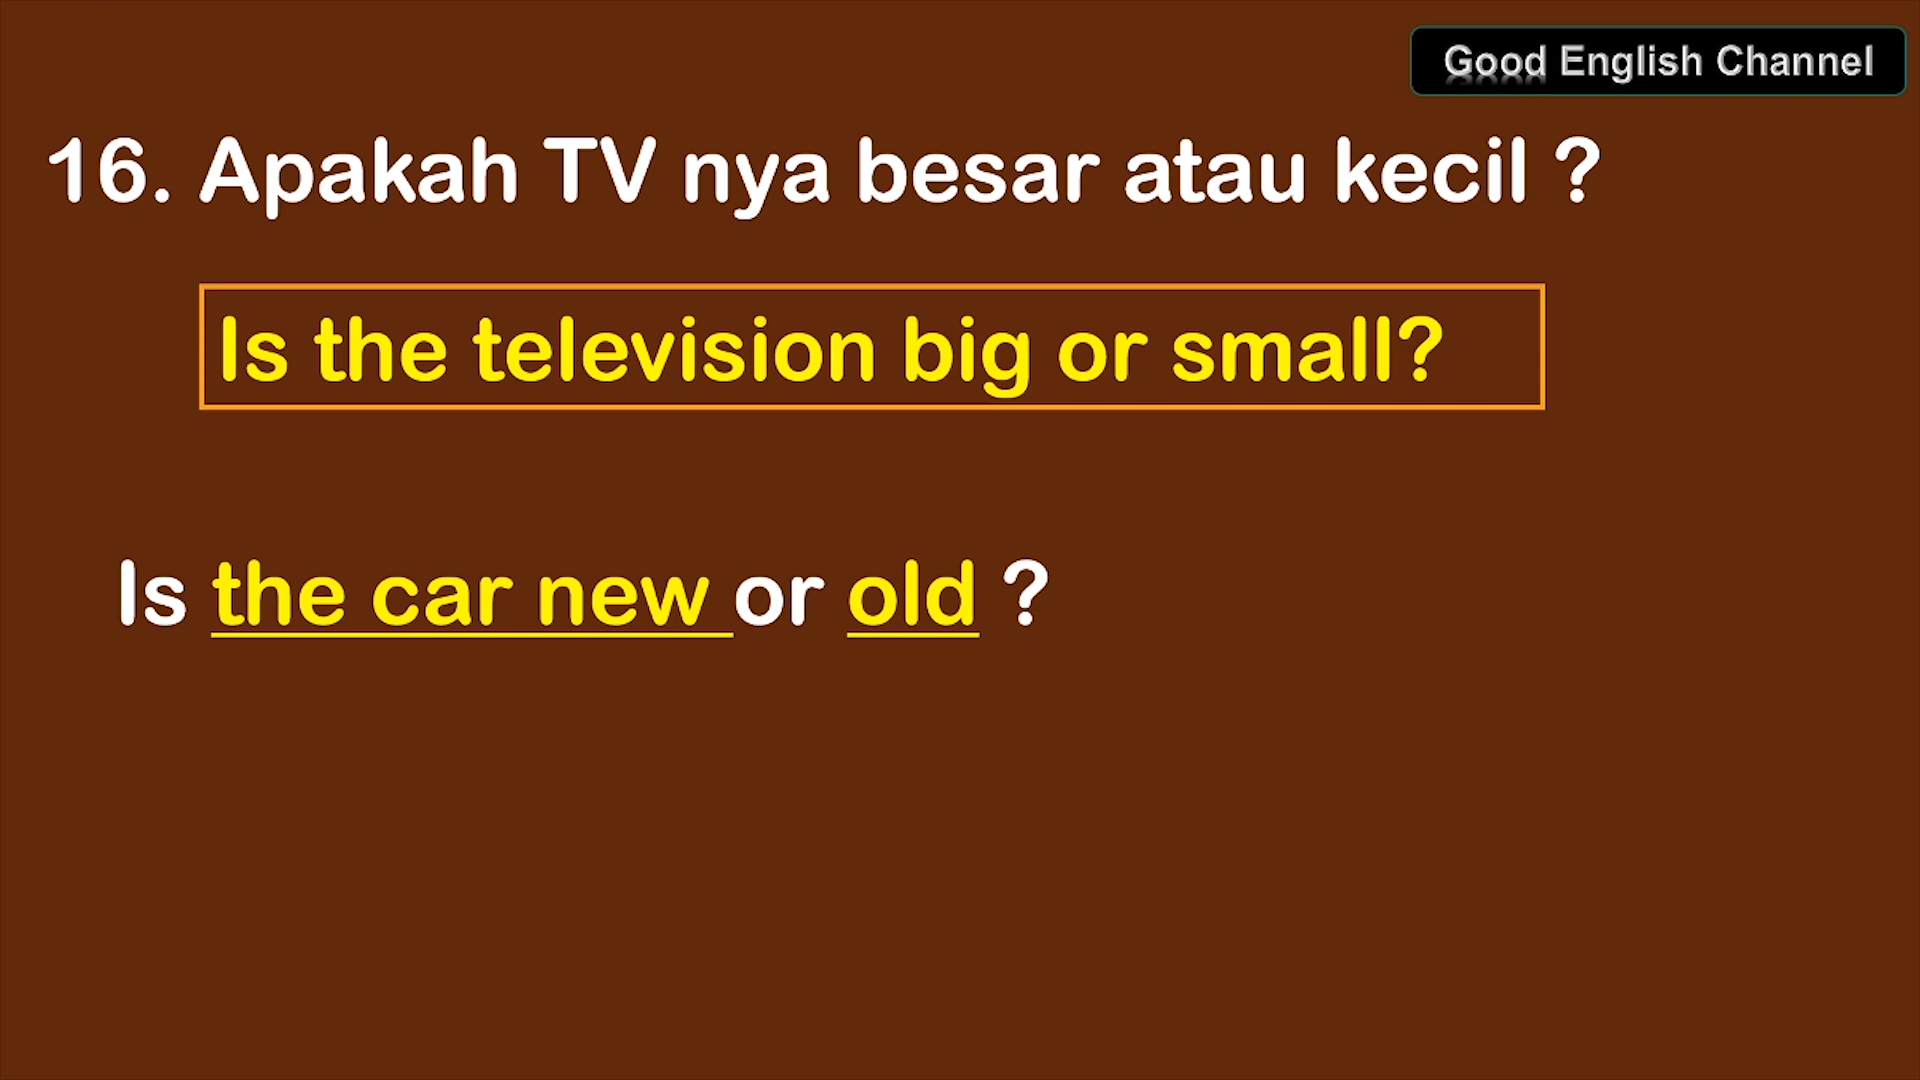 Good English Channel
16. Apakah TV nya besar atau kecil ?
Is the television big or small?
Is the car new or old ?